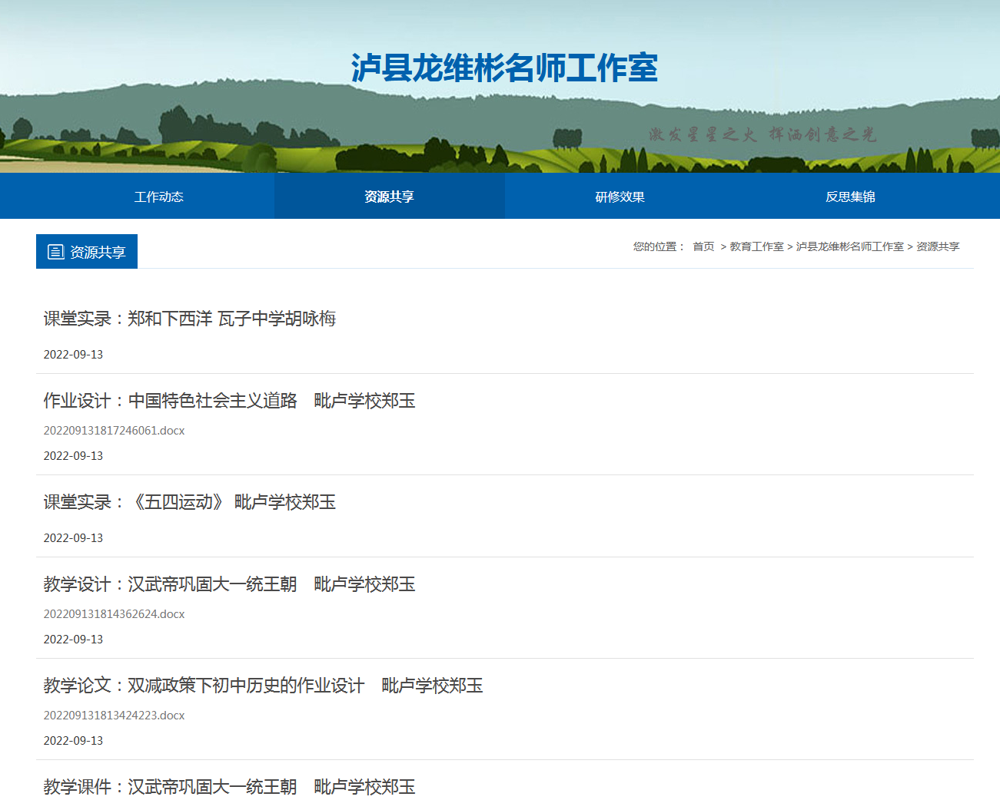 泸县龙维彬名师工作室
激发星星之火 挥洒创意之光
工作动态 资源共享 研修效果 反思集锦
资源共享
您的位置： 首页 > 教育工作室 > 泸县龙维彬名师工作室 > 资源共享
课堂实录：郑和下西洋 瓦子中学胡咏梅
2022-09-13
作业设计：中国特色社会主义道路　毗卢学校郑玉
202209131817246061.docx
2022-09-13
课堂实录：《五四运动》 毗卢学校郑玉
2022-09-13
教学设计：汉武帝巩固大一统王朝　毗卢学校郑玉
202209131814362624.docx
2022-09-13
教学论文：双减政策下初中历史的作业设计　毗卢学校郑玉
202209131813424223.docx
2022-09-13
教学课件：汉武帝巩固大一统王朝　毗卢学校郑玉